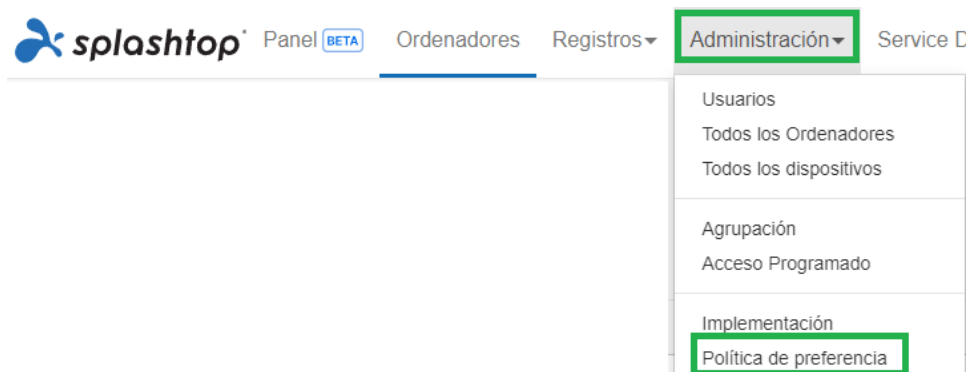 splashtop Panel BETA Ordenadores Registros Administración Service D
Usuarios
Todos los Ordenadores
Todos los dispositivos
Agrupación
Acceso Programado
Implementación
Política de preferencia